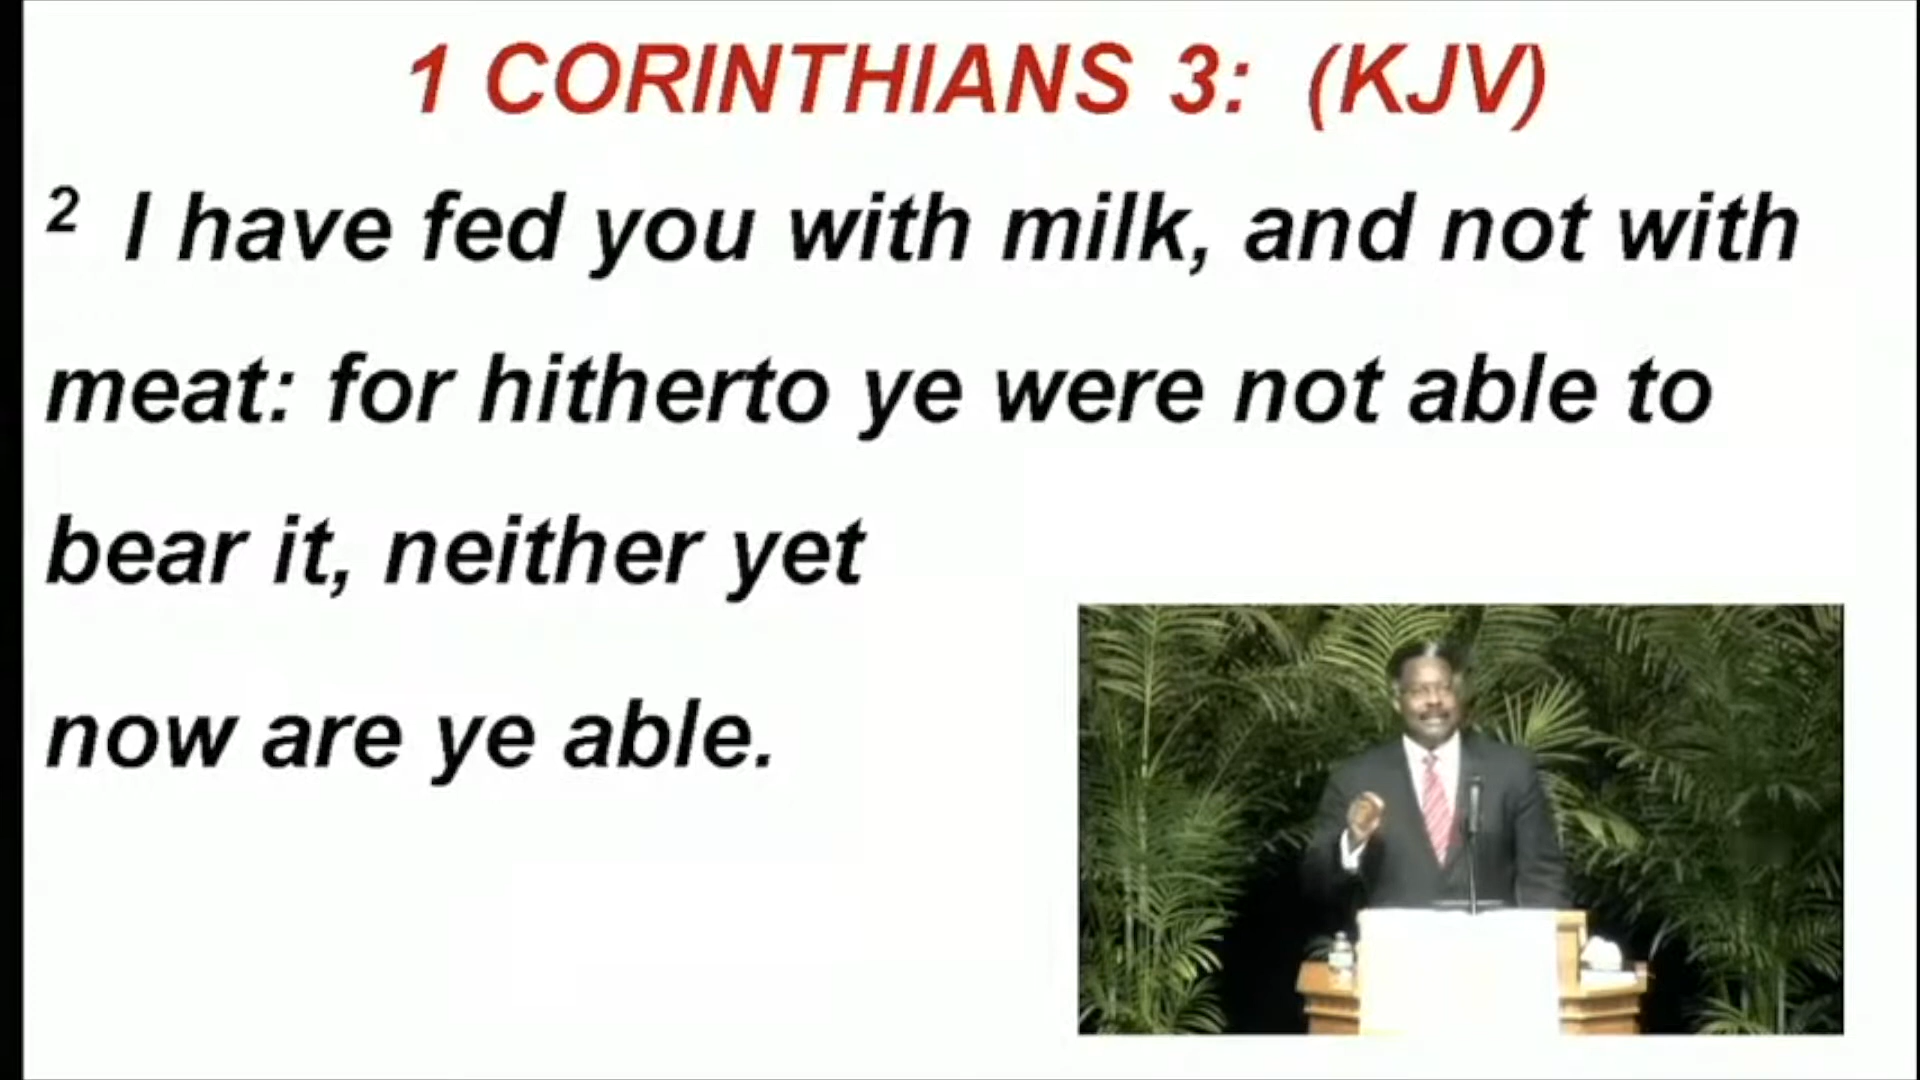 1 CORINTHIANS 3: (KJV)
2 I have fed you with milk, and not with
meat: for hitherto ye were not able to
bear it, neither yet
now are ye able.